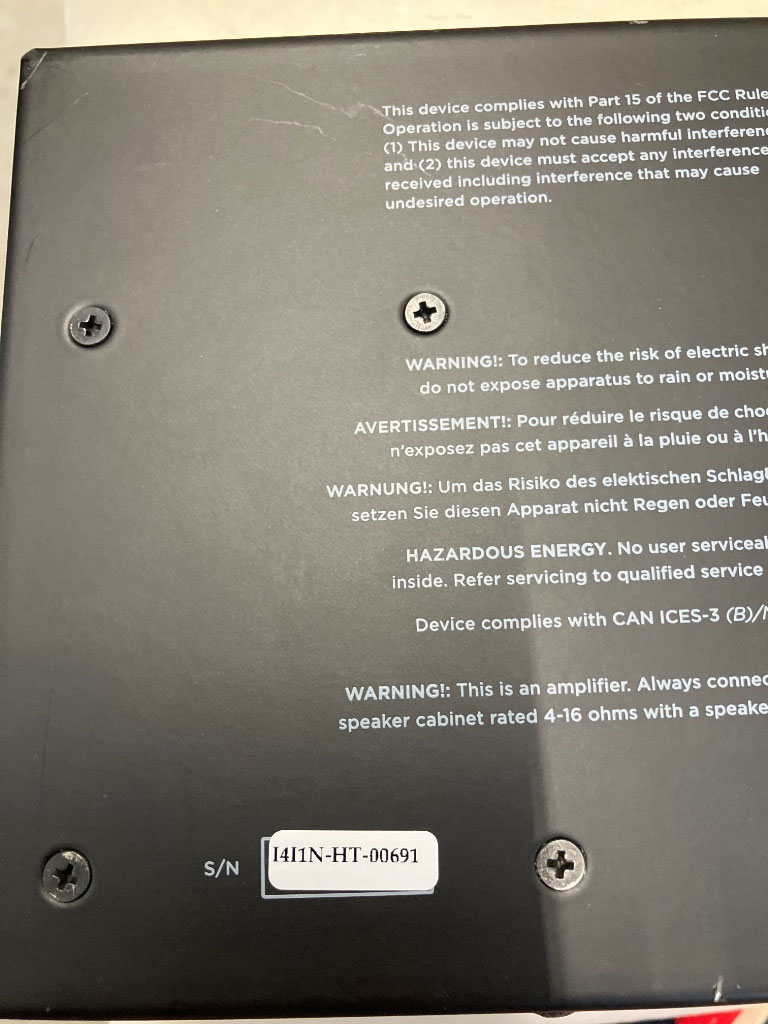 This device complies with Part 15 of the FCC Rule
Operation is subject to the following two conditi
(1) This device may not cause harmful interferen
and (2) this device must accept any interference
received including interference that may cause
undesired operation.
WARNING!: To reduce the risk of electric sh
do not expose apparatus to rain or moist
AVERTISSEMENT!: Pour réduire le risque de cho
n'exposez pas cet appareil à la pluie ou à l'h
WARNUNG!: Um das Risiko des elektischen Schlag
setzen Sie diesen Apparat nicht Regen oder Feu
HAZARDOUS ENERGY. No user serviceal
inside. Refer servicing to qualified service
Device complies with CAN ICES-3 (B)/N
WARNING!: This is an amplifier. Always connec
speaker cabinet rated 4-16 ohms with a speake
S/N I4I1N-HT-00691